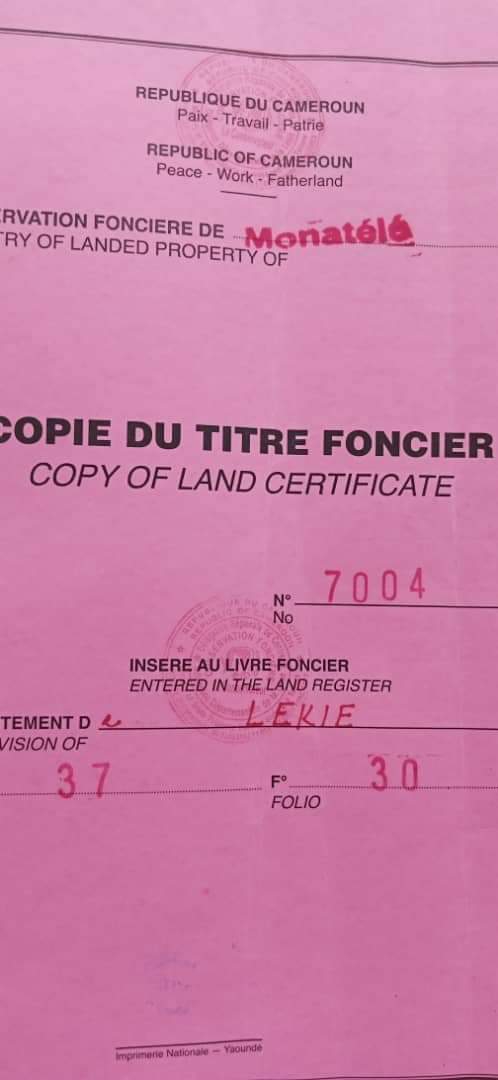 REPUBLIQUE DU CAMEROUN
Paix - Travail - Patrie
REPUBLIC OF CAMEROON
Peace - Work - Fatherland
RVATION FONCIERE DE Monatélé
TRY OF LANDED PROPERTY OF
COPIE DU TITRE FONCIER
COPY OF LAND CERTIFICATE
N° 7004
No
INSERE AU LIVRE FONCIER
ENTERED IN THE LAND REGISTER
TEMENT D e LEKIE
VISION OF
37 F° 30
FOLIO
Imprimerie Nationale — Yaoundé